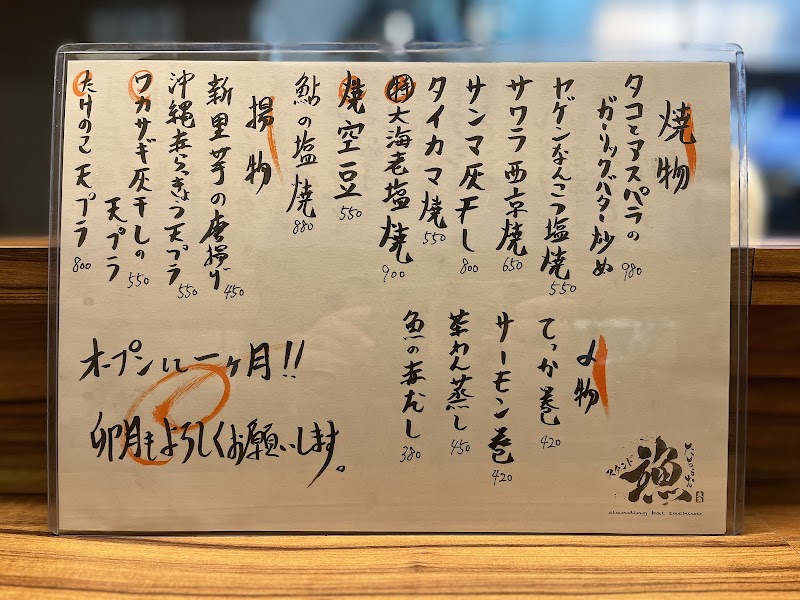 焼物
タコとアスパラの
ガーリックバター炒め 980
ヤゲンなんこつ塩焼 550
サワラ西京焼 650
サンマ灰干し 800
タイカマ焼 550
特大海老塩焼 900
焼空豆 550
鮎の塩焼 880
揚物
新里芋の唐揚げ 450
沖縄赤らっきょう天プラ 550
ワカサギ灰干しの
天プラ 550
たけのこ天プラ 800
〆物
てっか巻 420
サーモン巻 420
茶わん蒸し 450
魚の赤だし 380
オープン 一ヶ月!!
卯月もよろしくお願いします。
スタンド
漁
standing bar